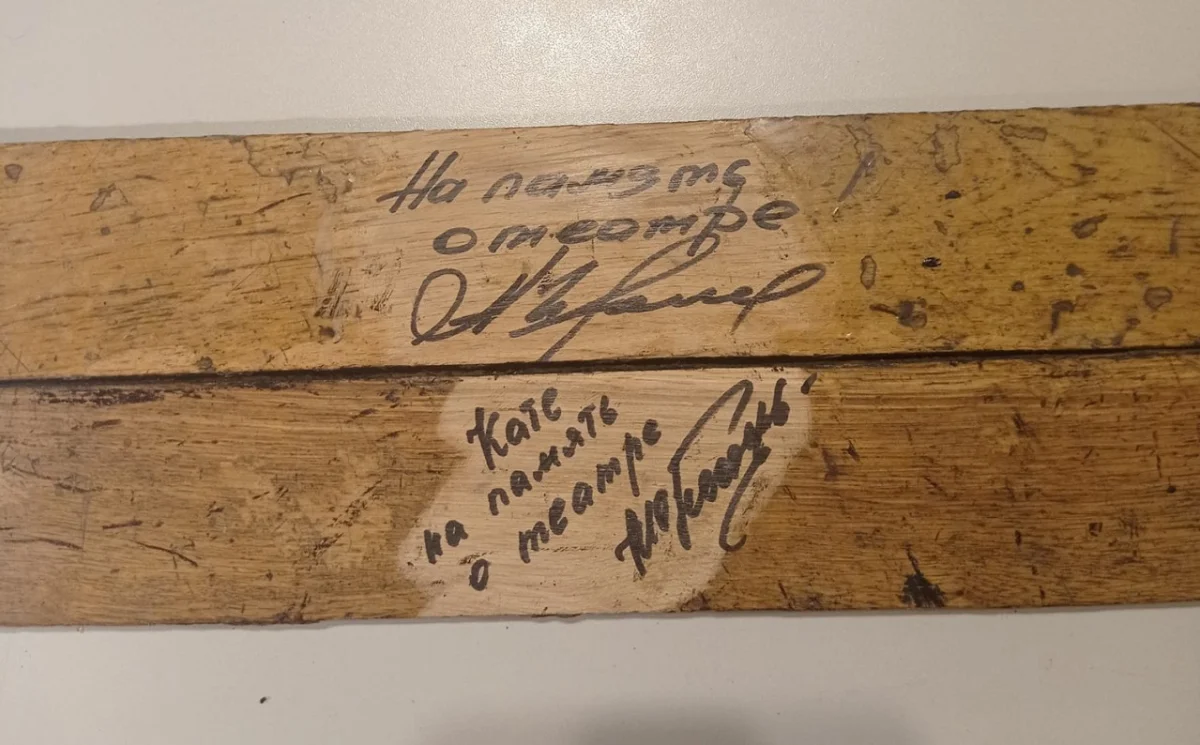 На память
о театре
Кате
на память
о театре